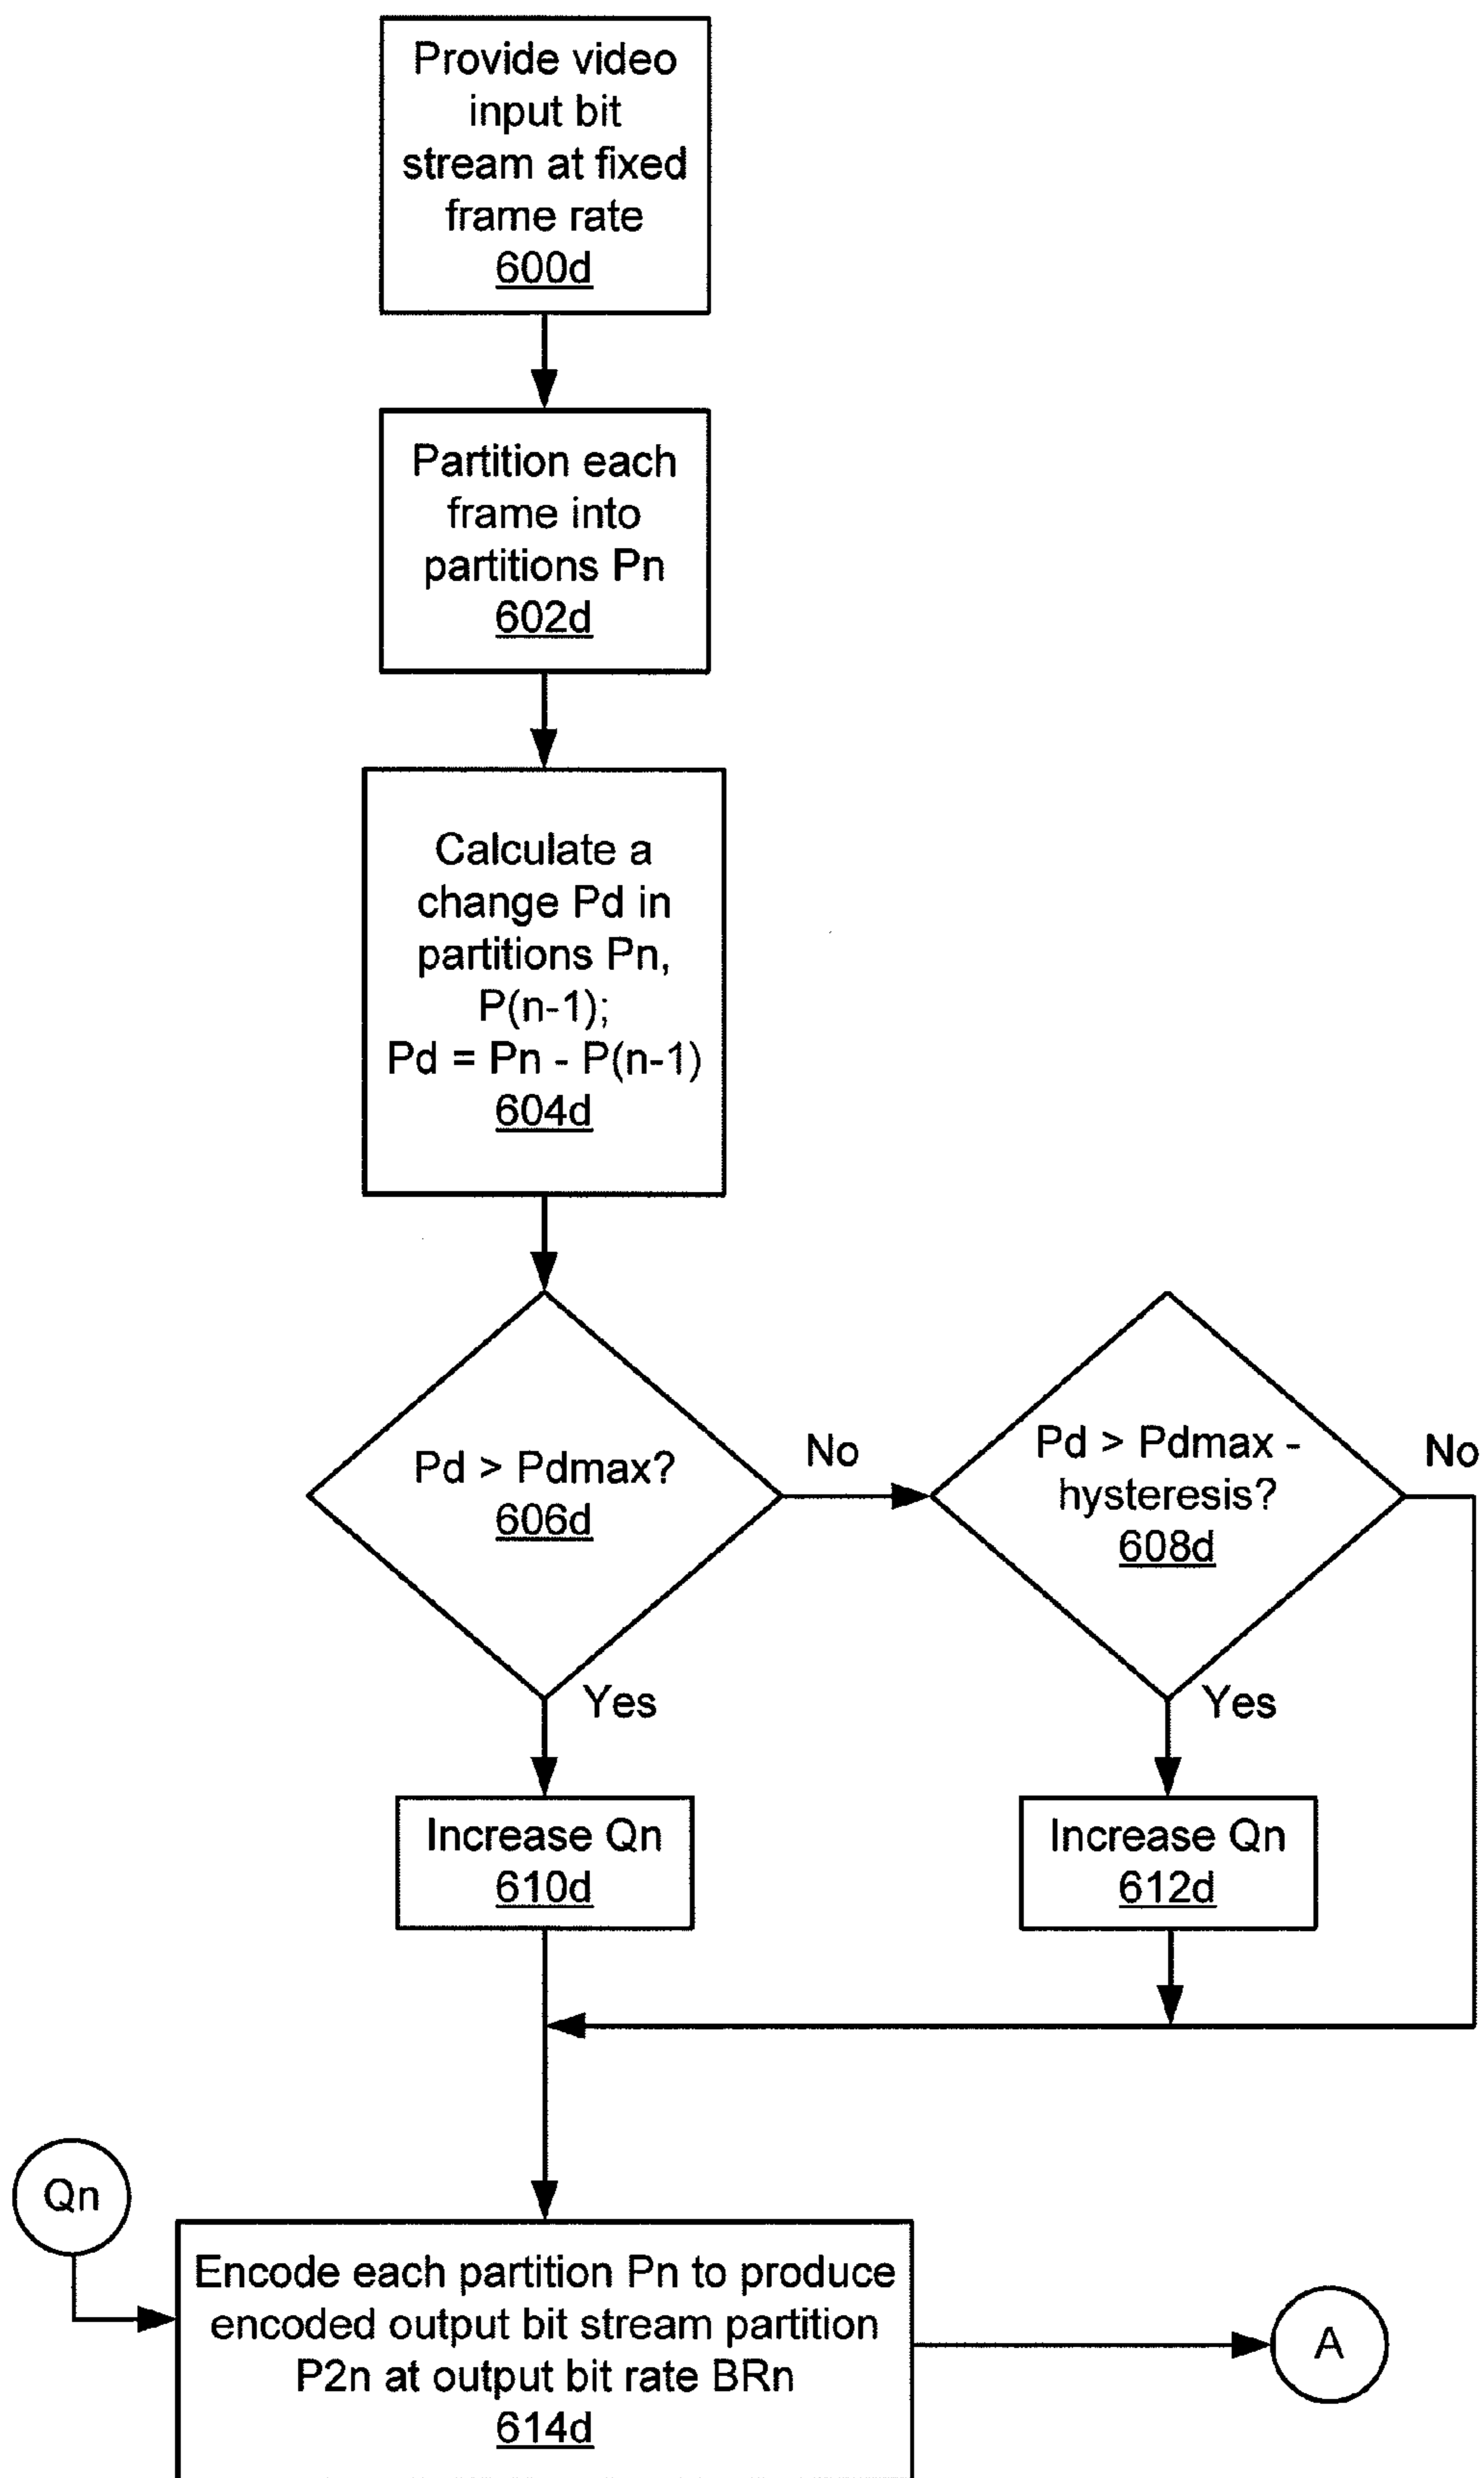 Provide video
input bit
stream at fixed
frame rate
600d
Partition each
frame into
partitions Pn
602d
Calculate a
change Pd in
partitions Pn,
P(n-1);
Pd = Pn - P(n-1)
604d
Pd > Pdmax?
606d
No
Pd > Pdmax -
hysteresis?
608d
No
Yes
Yes
Increase Qn
610d
Increase Qn
612d
Qn
Encode each partition Pn to produce
encoded output bit stream partition
P2n at output bit rate BRn
614d
A